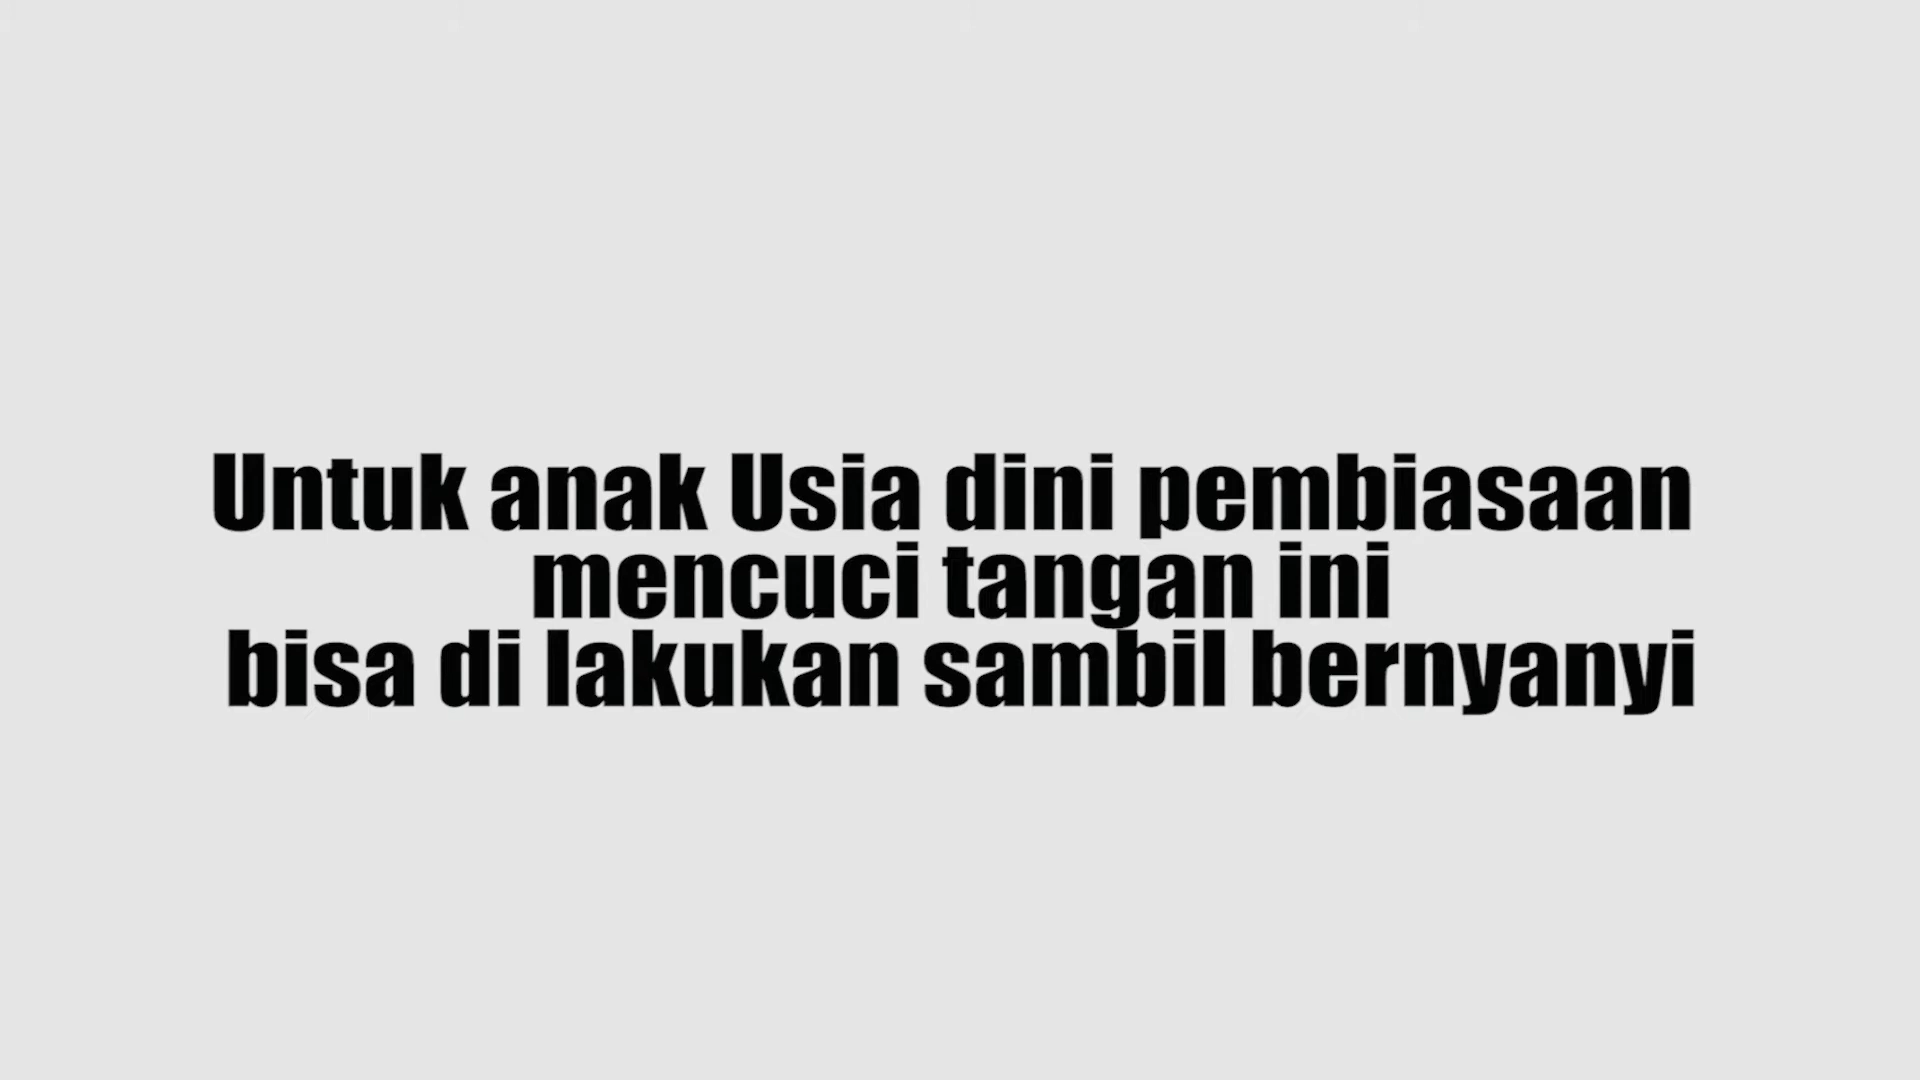 Untuk anak Usia dini pembiasaan
mencuci tangan ini
bisa di lakukan sambil bernyanyi